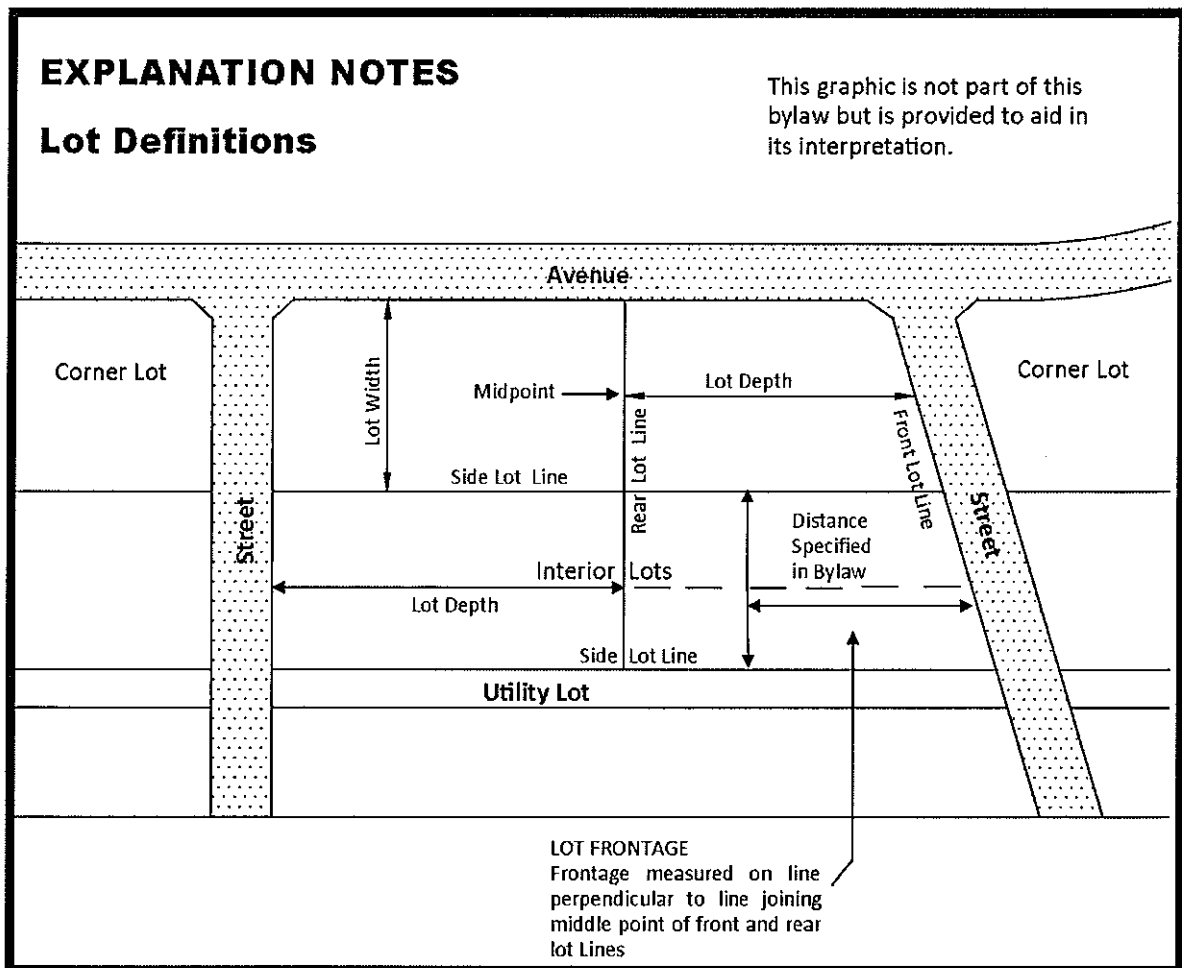 EXPLANATION NOTES
Lot Definitions
This graphic is not part of this
bylaw but is provided to aid in
its interpretation.
Avenue
Corner Lot
Lot Width
Midpoint
Lot Depth
Corner Lot
Rear Lot Line
Front Lot Line
Side Lot Line
Street
Street
Distance
Specified
in Bylaw
Interior Lots
Lot Depth
Side Lot Line
Utility Lot
LOT FRONTAGE
Frontage measured on line
perpendicular to line joining
middle point of front and rear
lot Lines